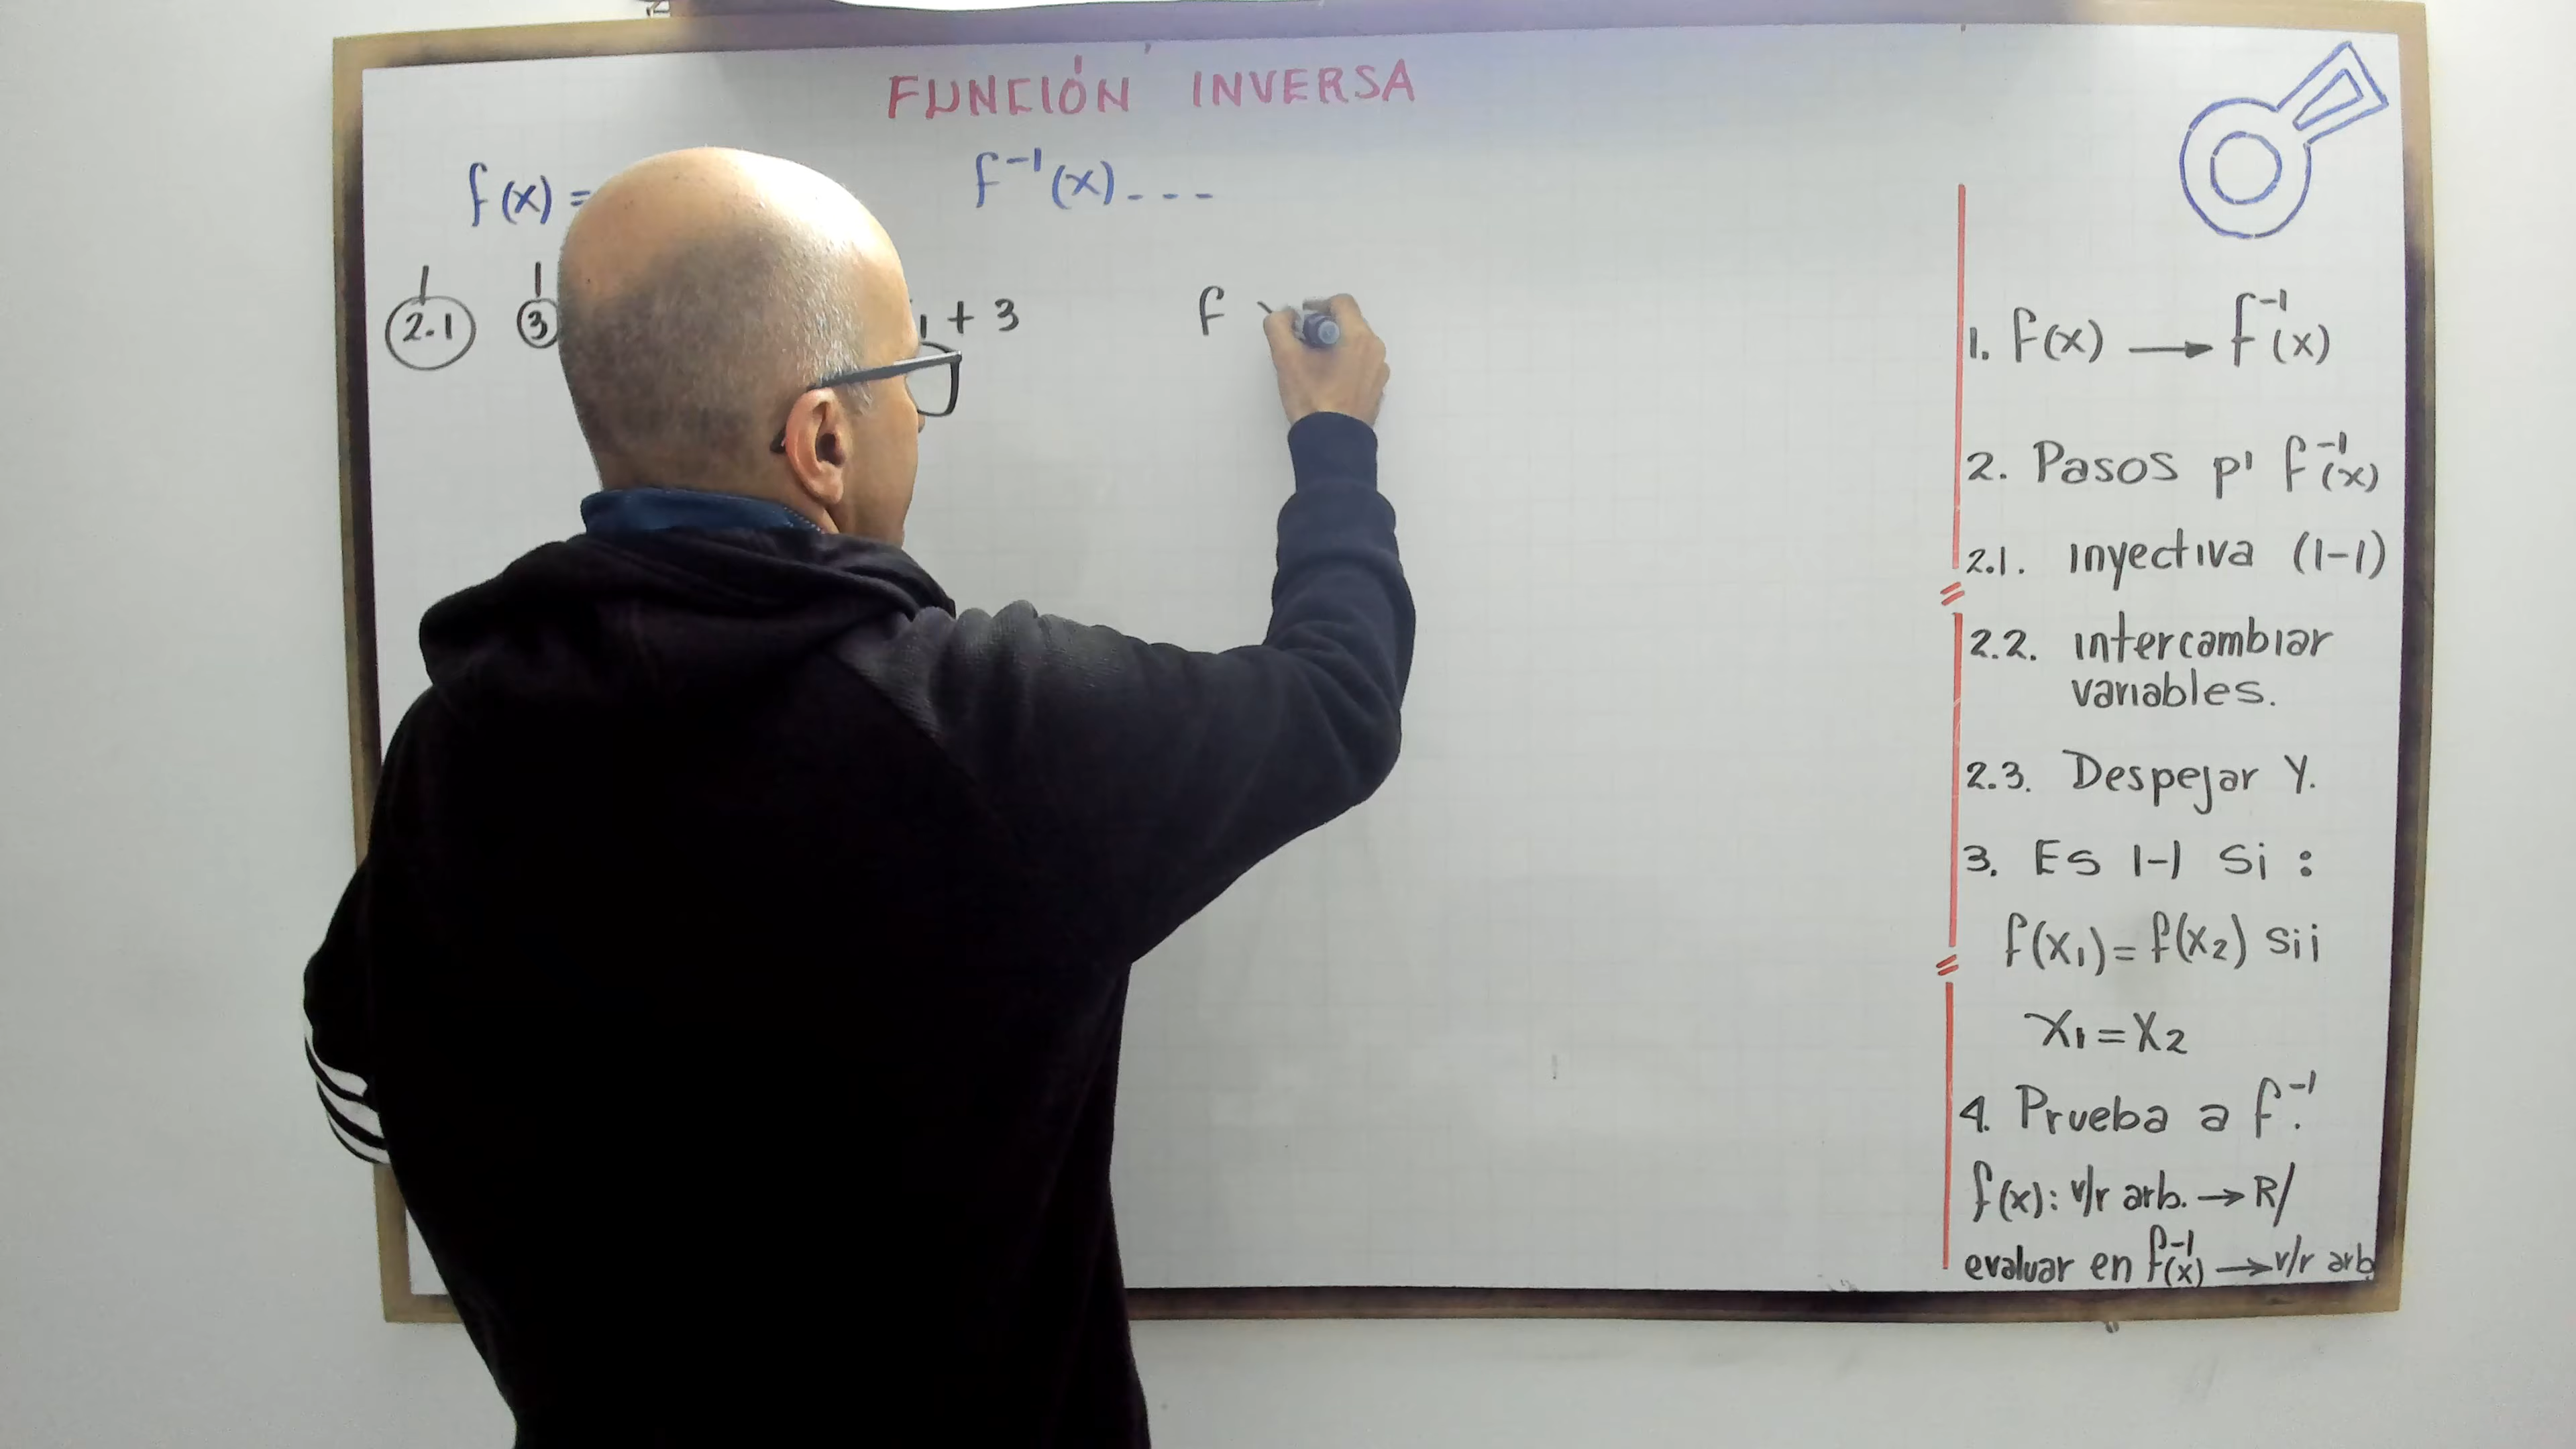 FUNCIÓN INVERSA
f(x) =
f⁻¹(x)---
2.1 3
1 + 3
f
1. f(x) → f⁻¹(x)
2. Pasos p' f⁻¹(x)
2.1. inyectiva (1-1)
2.2. intercambiar
variables.
2.3. Despejar Y.
3. Es 1-1 si :
f(x₁) = f(x₂) sii
x₁ = x₂
4. Prueba a f⁻¹.
f(x): v/r arb. → R/
evaluar en f⁻¹(x) → v/r arb